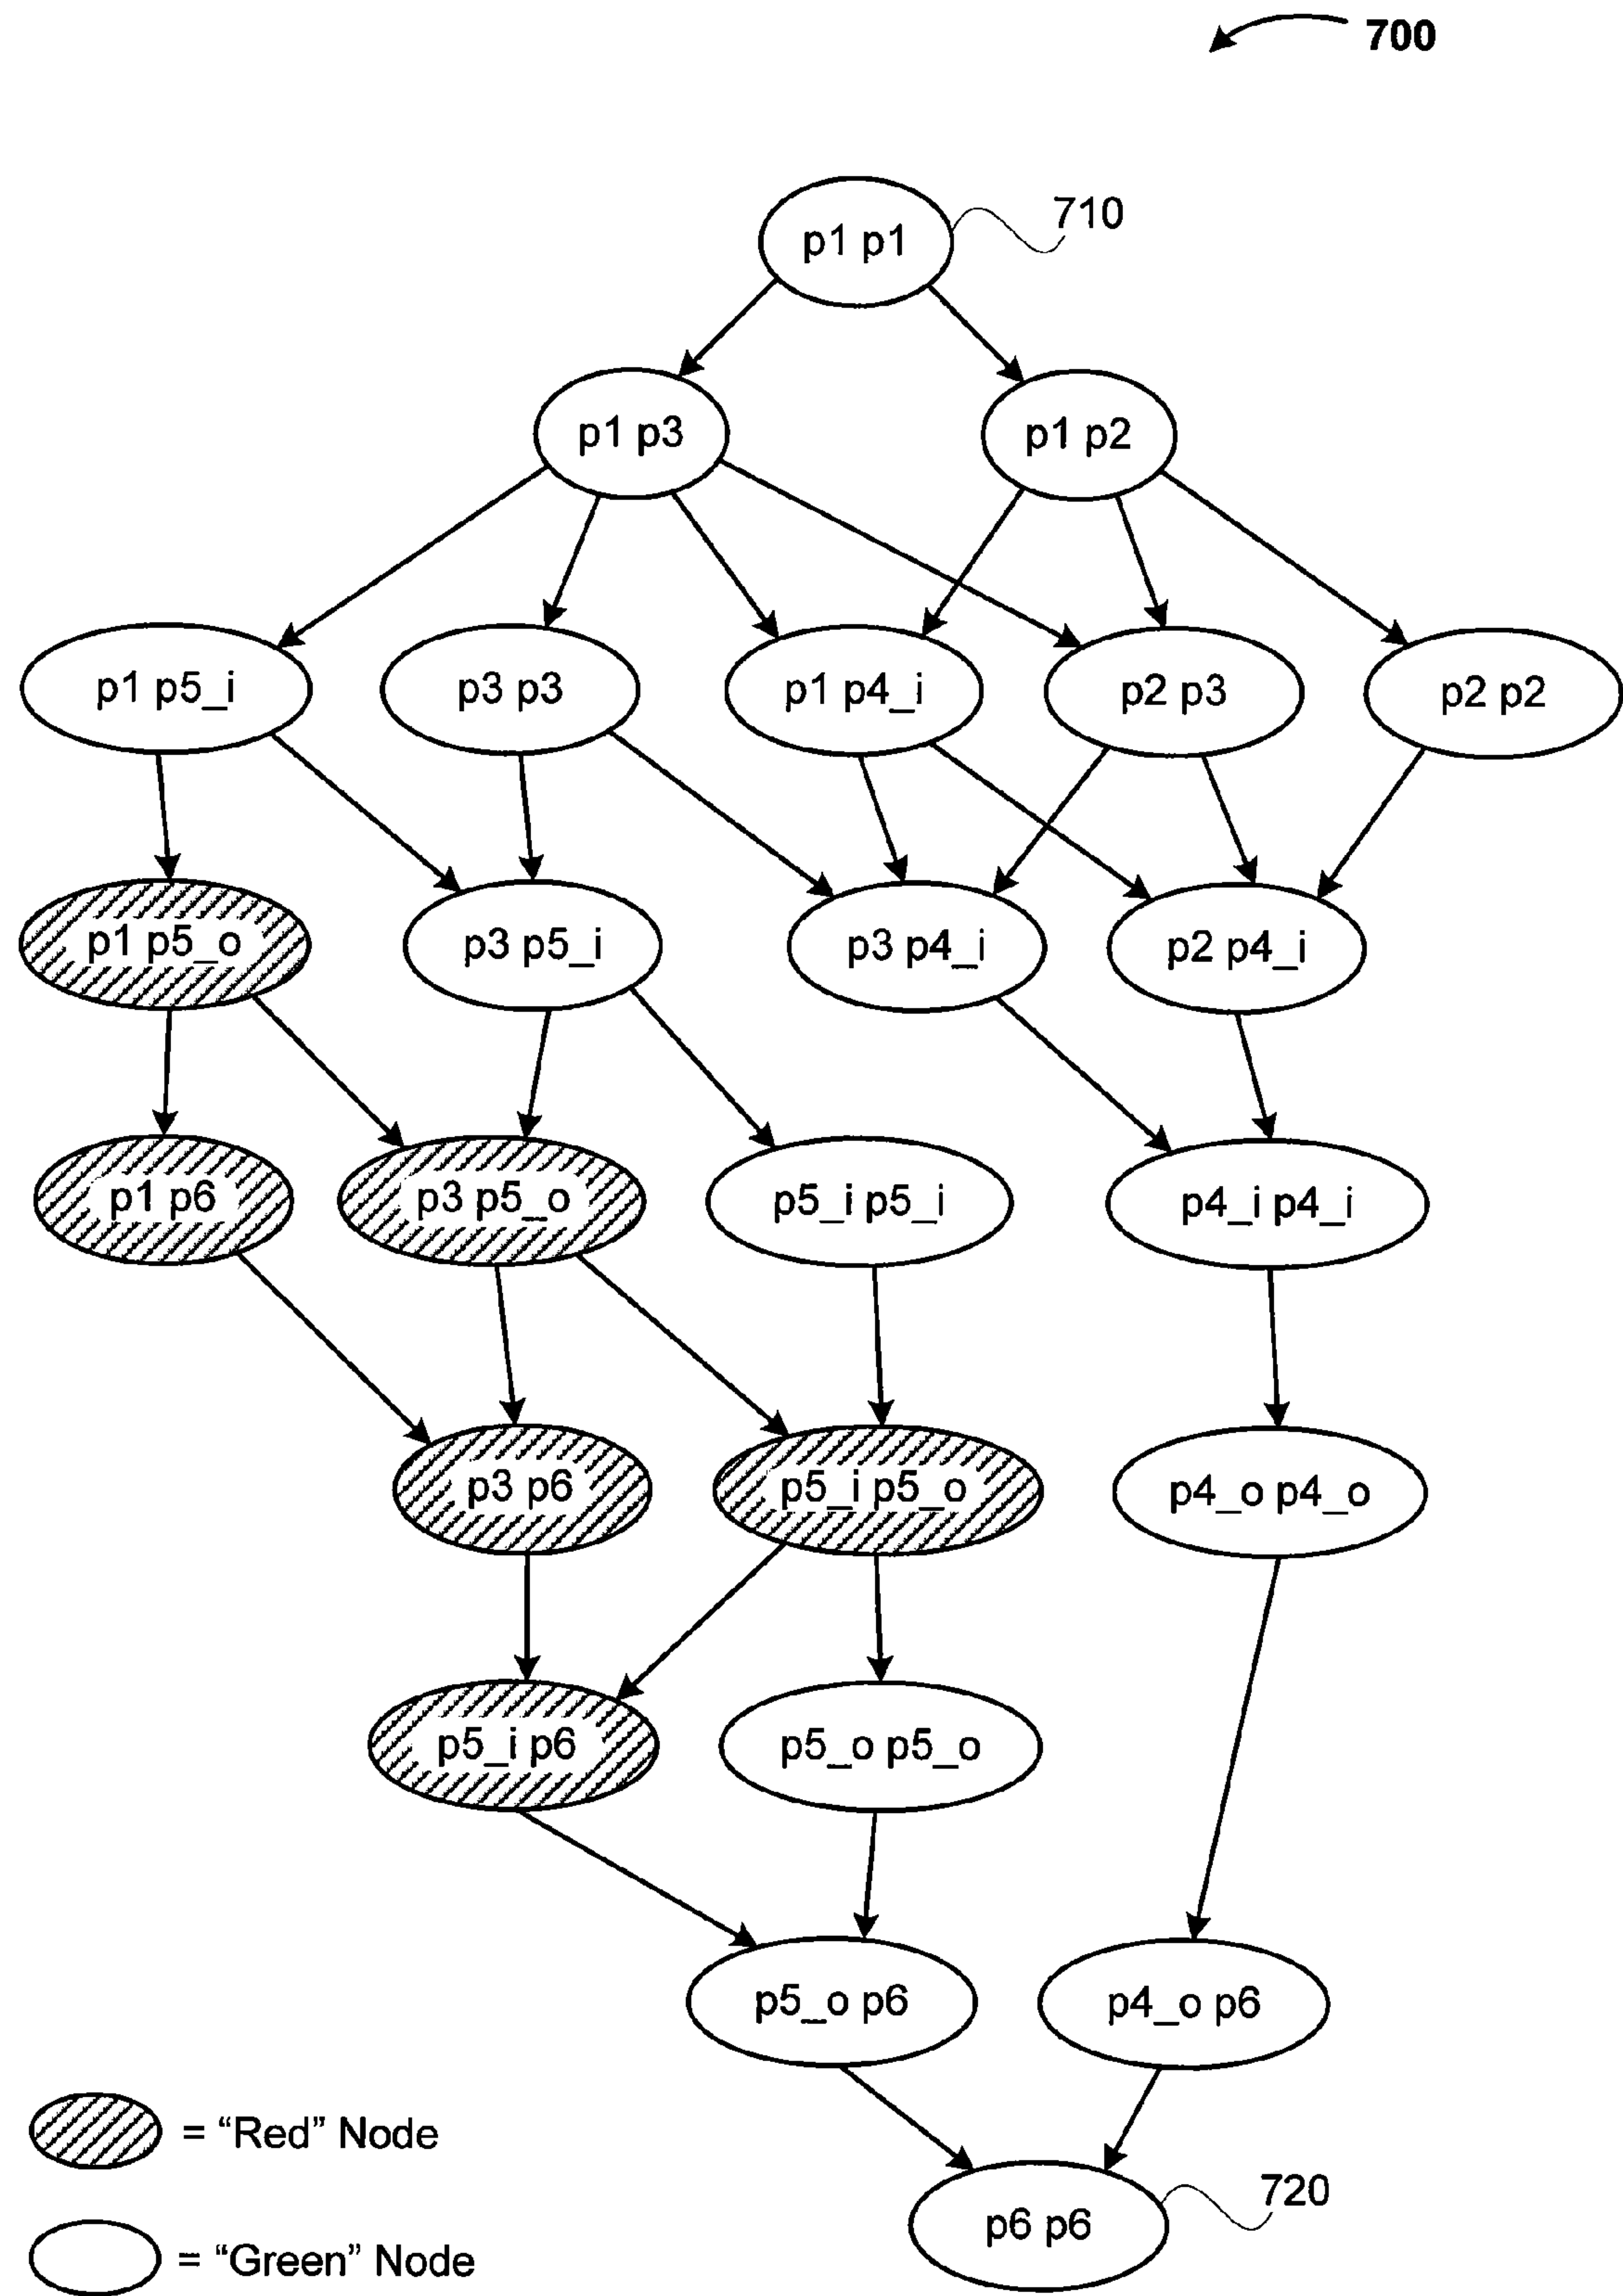 700
p1 p1
710
p1 p3
p1 p2
p1 p5_i
p3 p3
p1 p4_i
p2 p3
p2 p2
p1 p5_o
p3 p5_i
p3 p4_i
p2 p4_i
p1 p6
p3 p5_o
p5_i p5_i
p4_i p4_i
p3 p6
p5_i p5_o
p4_o p4_o
p5_i p6
p5_o p5_o
p5_o p6
p4_o p6
= “Red” Node
720
p6 p6
= “Green” Node